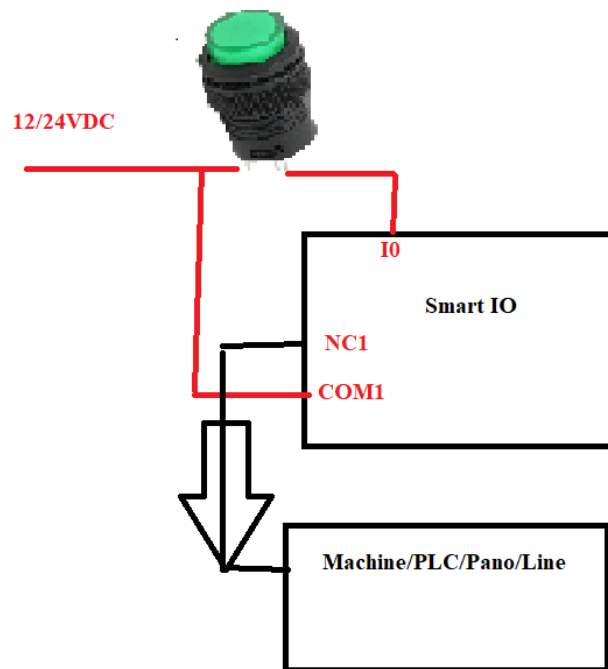 12/24VDC
I0
Smart IO
NC1
COM1
Machine/PLC/Pano/Line